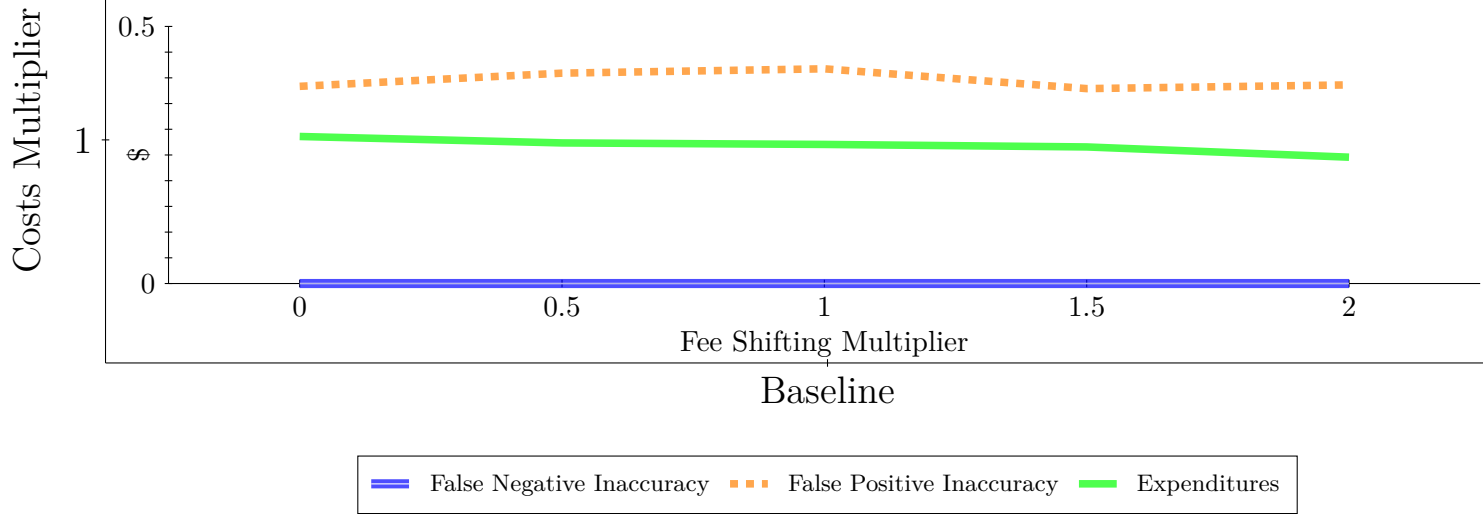 Costs Multiplier
1
$
0.5
0
0 0.5 1 1.5 2
Fee Shifting Multiplier
Baseline
False Negative Inaccuracy False Positive Inaccuracy Expenditures